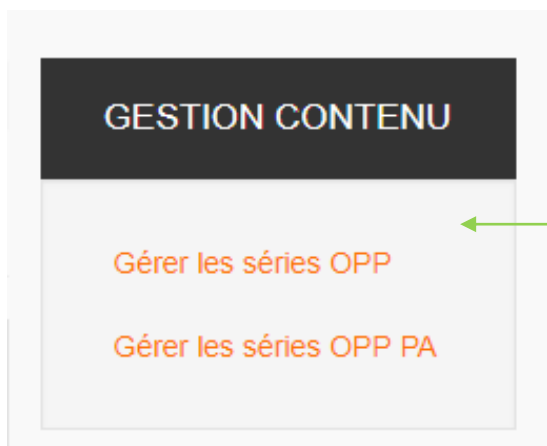 GESTION CONTENU
Gérer les séries OPP
Gérer les séries OPP PA